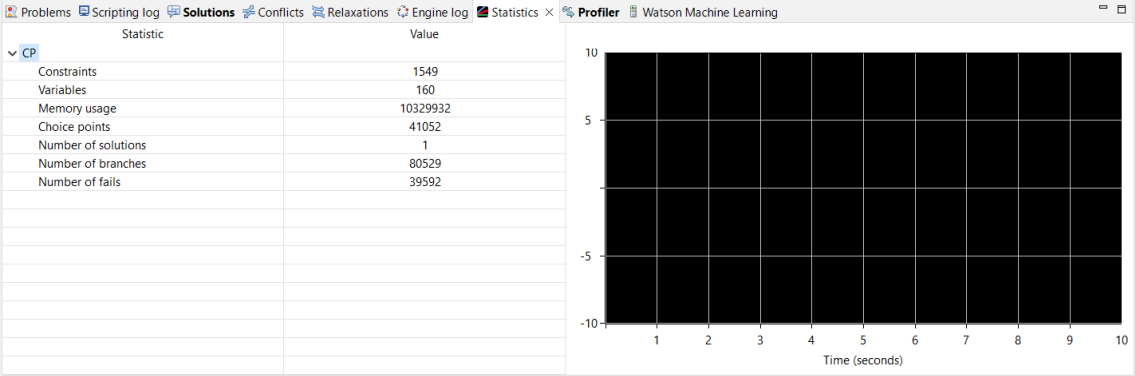 Problems Scripting log Solutions Conflicts Relaxations Engine log Statistics Profiler Watson Machine Learning
Statistic Value
CP
Constraints 1549
Variables 160
Memory usage 10329932
Choice points 41052
Number of solutions 1
Number of branches 80529
Number of fails 39592
10
5
-5
-10
1 2 3 4 5 6 7 8 9 10
Time (seconds)